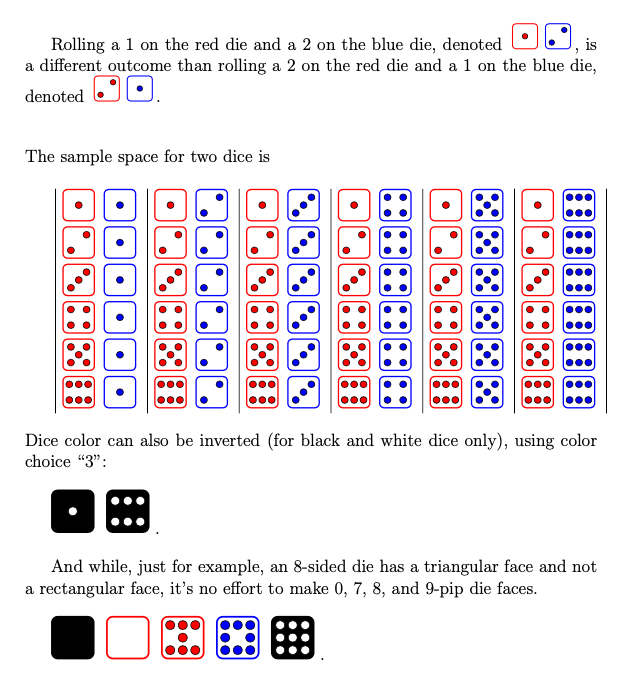 Rolling a 1 on the red die and a 2 on the blue die, denoted , is
a different outcome than rolling a 2 on the red die and a 1 on the blue die,
denoted .
The sample space for two dice is
Dice color can also be inverted (for black and white dice only), using color
choice “3”:
.
And while, just for example, an 8-sided die has a triangular face and not
a rectangular face, it’s no effort to make 0, 7, 8, and 9-pip die faces.
.